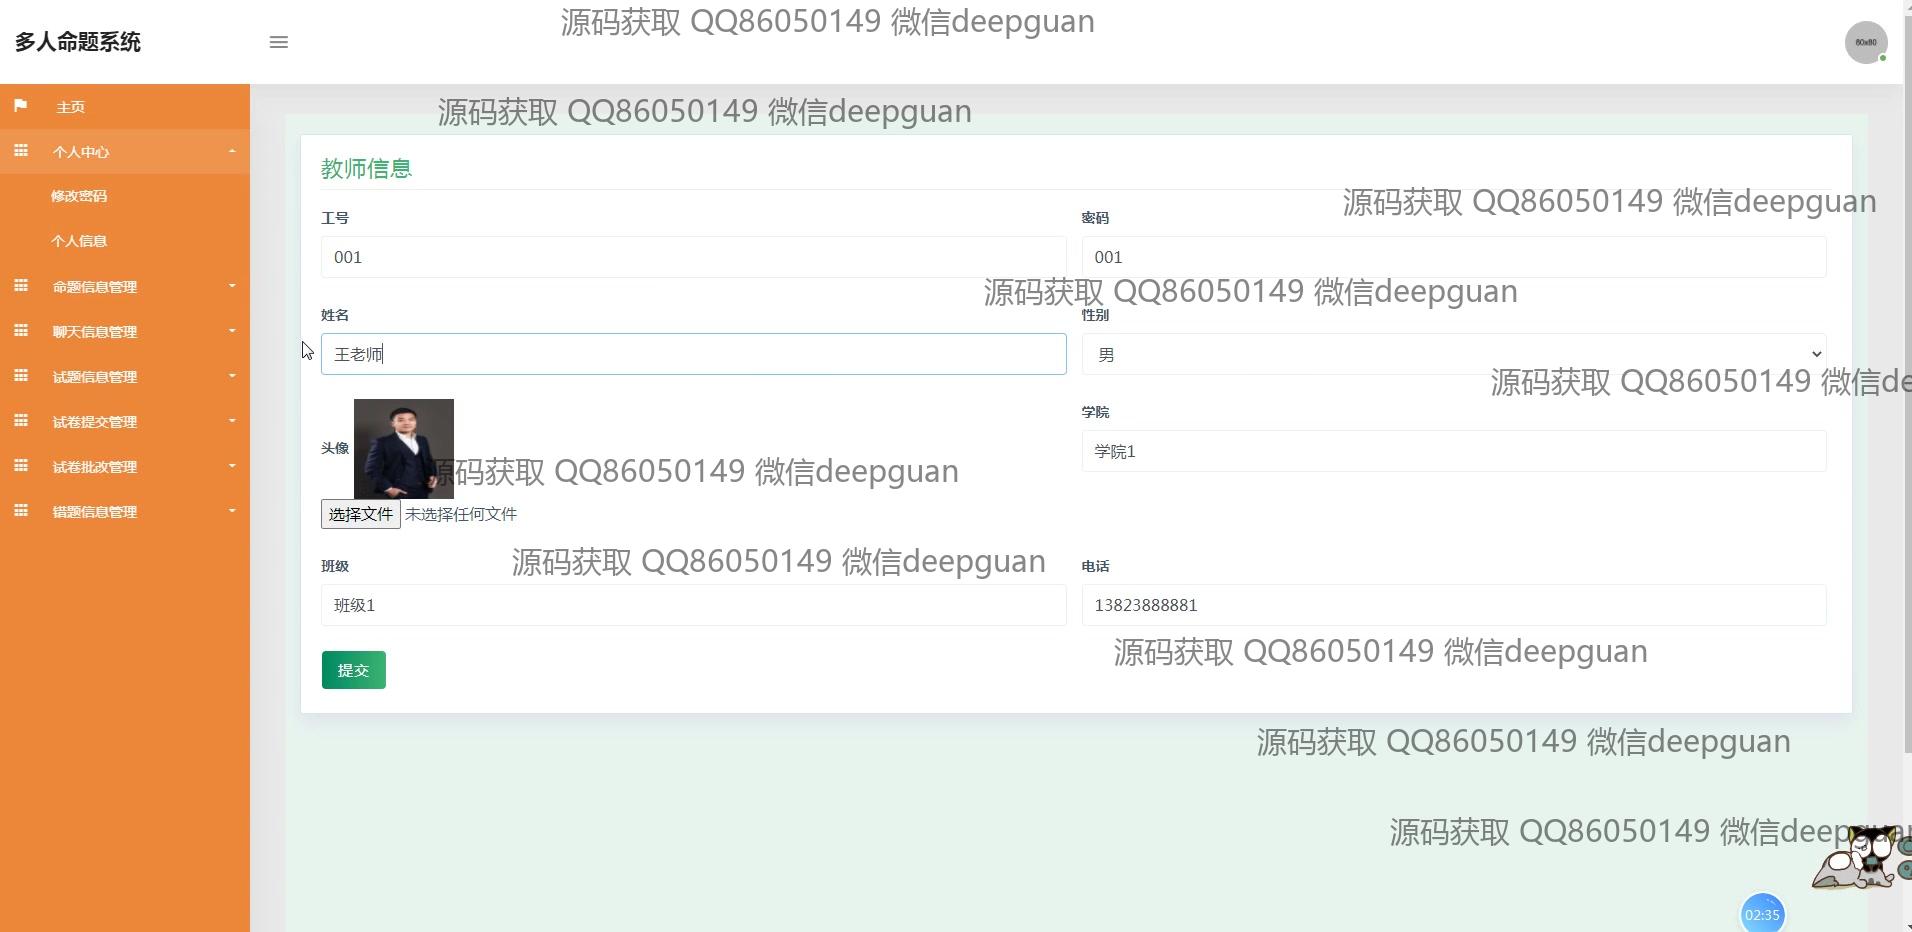 源码获取 QQ86050149 微信deepguan
多人命题系统
60x60
源码获取 QQ86050149 微信deepguan
主页
个人中心
修改密码
个人信息
命题信息管理
聊天信息管理
试题信息管理
试卷提交管理
试卷批改管理
错题信息管理
教师信息
源码获取 QQ86050149 微信deepguan
工号
密码
001
001
源码获取 QQ86050149 微信deepguan
姓名
性别
王老师
男
源码获取 QQ86050149 微信de
头像
学院
学院1
源码获取 QQ86050149 微信deepguan
选择文件 未选择任何文件
源码获取 QQ86050149 微信deepguan
班级
电话
班级1
13823888881
源码获取 QQ86050149 微信deepguan
提交
源码获取 QQ86050149 微信deepguan
源码获取 QQ86050149 微信deepguan
02:35